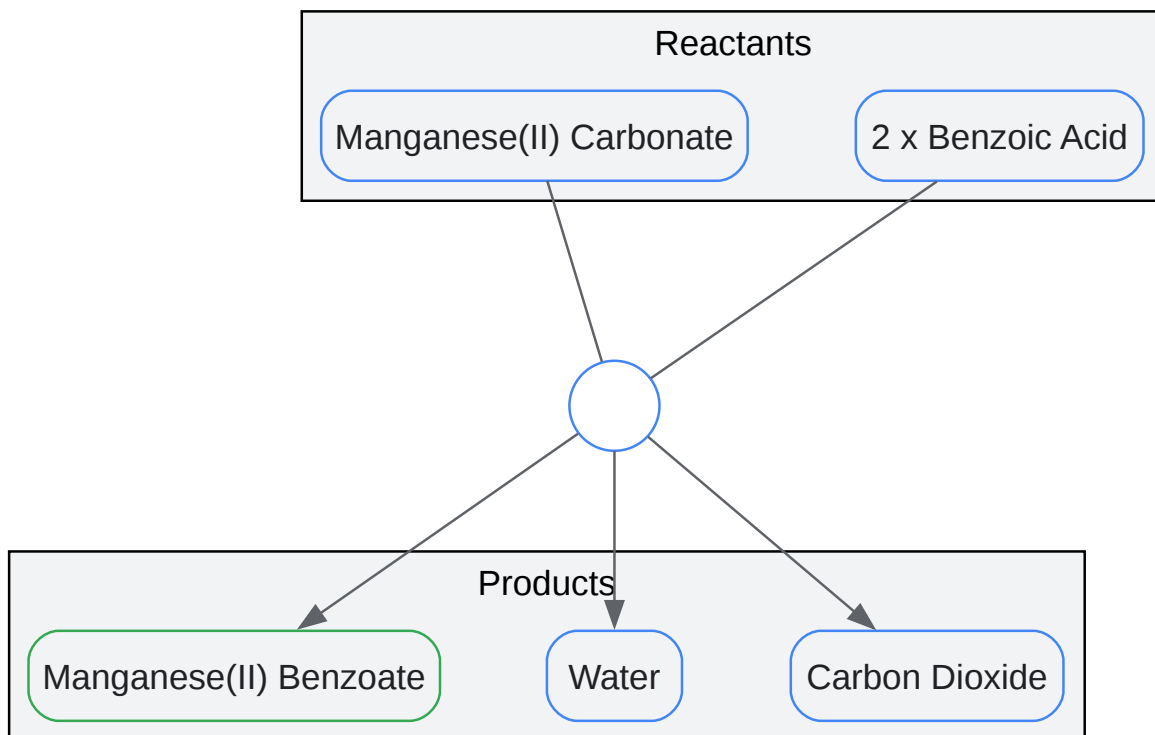 Reactants
Manganese(II) Carbonate
2 x Benzoic Acid
Products
Manganese(II) Benzoate
Water
Carbon Dioxide